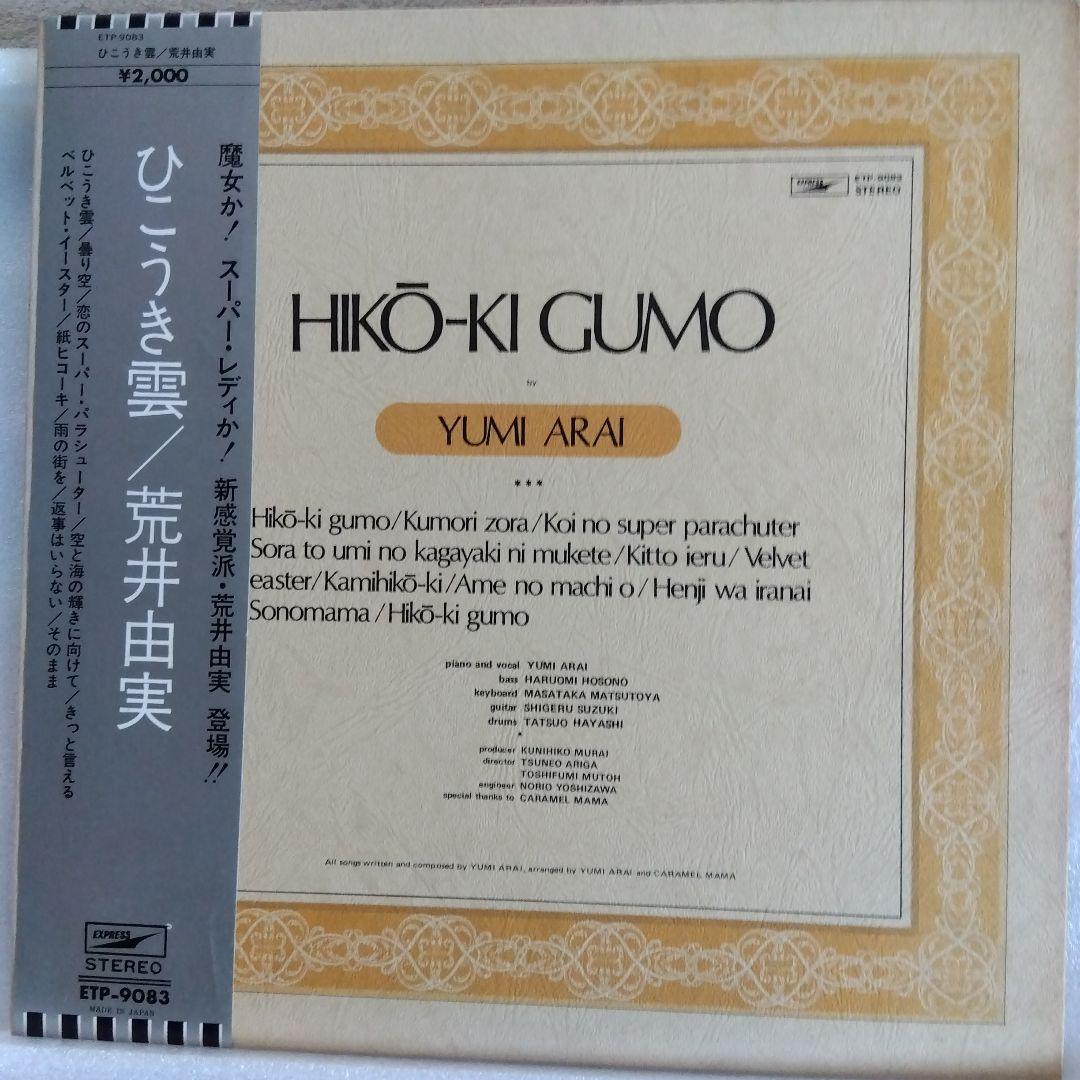 ETP-9083
ひこうき雲／荒井由実
¥2,000
魔女か！スーパー・レディか！新感覚派・荒井由実 登場!!
ひこうき雲／荒井由実
ひこうき雲／曇り空／恋のスーパー・パラシューター／空と海の輝きに向けて／きっと言える
ベルベット・イースター／紙ヒコーキ／雨の街を／返事はいらない／そのまま
EXPRESS
STEREO
ETP-9083
MADE IN JAPAN
EXPRESS
ETP-9083
STEREO
HIKŌ-KI GUMO
by
YUMI ARAI
***
Hikō-ki gumo/Kumori zora/Koi no super parachuter
Sora to umi no kagayaki ni mukete/Kitto ieru/Velvet
easter/Kamihikō-ki/Ame no machi o/Henji wa iranai
Sonomama/Hikō-ki gumo
piano and vocal YUMI ARAI
bass HARUOMI HOSONO
keyboard MASATAKA MATSUTOYA
guitar SHIGERU SUZUKI
drums TATSUO HAYASHI
*
producer KUNIHIKO MURAI
director TSUNEO ARIGA
TOSHIFUMI MUTOH
engineer NORIO YOSHIZAWA
special thanks to CARAMEL MAMA
All songs written and composed by YUMI ARAI, arranged by YUMI ARAI and CARAMEL MAMA